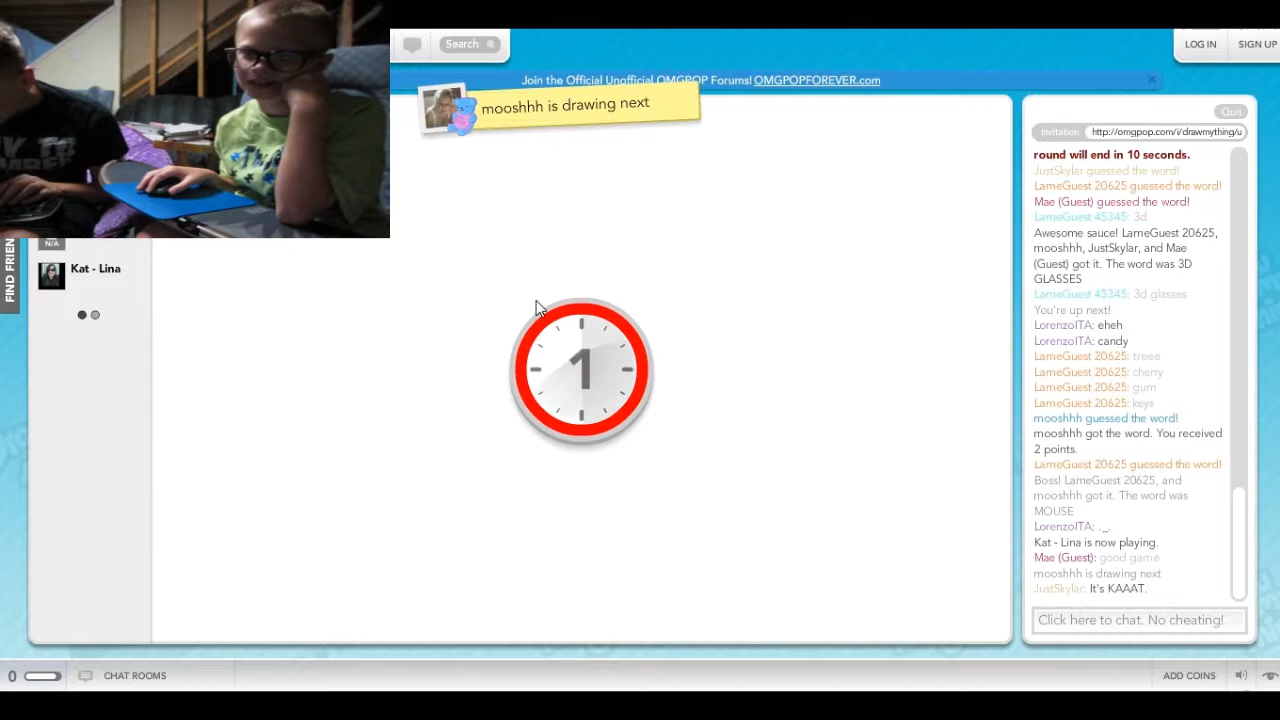 Search
LOG IN
SIGN UP
Join the Official Unofficial OMGPOP Forums! OMGPOPFOREVER.com
mooshhh is drawing next
Quit
Invitation
http://omgpop.com/i/drawmything/u
round will end in 10 seconds.
JustSkylar guessed the word!
LameGuest 20625 guessed the word!
Mae (Guest) guessed the word!
LameGuest 45345: 3d
Awesome sauce! LameGuest 20625,
mooshhh, JustSkylar, and Mae
(Guest) got it. The word was 3D
GLASSES
LameGuest 45345: 3d glasses
You're up next!
LorenzoITA: eheh
LorenzoITA: candy
LameGuest 20625: treee
LameGuest 20625: cherry
LameGuest 20625: gum
LameGuest 20625: keys
mooshhh guessed the word!
mooshhh got the word. You received
2 points.
LameGuest 20625 guessed the word!
Boss! LameGuest 20625, and
mooshhh got it. The word was
MOUSE
LorenzoITA: ._.
Kat - Lina is now playing.
Mae (Guest): good game
mooshhh is drawing next
JustSkylar: It's KAAAT.
Click here to chat. No cheating!
FIND FRIEN
N/A
Kat - Lina
1
0
CHAT ROOMS
ADD COINS